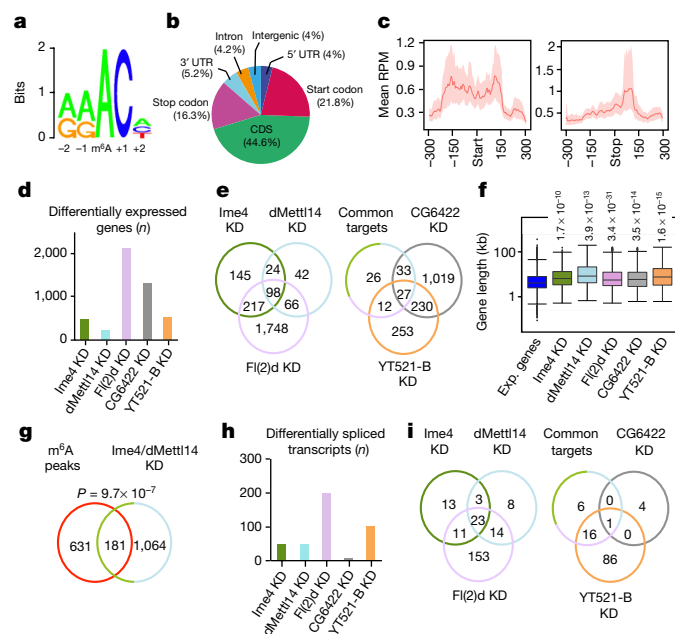 a
2
1
0
Bits
A A A C A
G G C
–2 –1 m⁶A +1 +2
b
Intron (4.2%)
Intergenic (4%)
3′ UTR (5.2%)
5′ UTR (4%)
Stop codon (16.3%)
Start codon (21.8%)
CDS (44.6%)
c
Mean RPM
1.2
0.9
0.6
0.3
–300
–150
Start
150
300
2
1.5
1.0
0.5
–300
–150
Stop
150
300
d
Differentially expressed
genes (n)
2,000
1,000
0
Ime4 KD
dMettl14 KD
Fl(2)d KD
CG6422 KD
YT521-B KD
e
Ime4 KD
dMettl14 KD
145
24
42
98
217
66
1,748
Fl(2)d KD
Common targets
CG6422 KD
26
33
1,019
27
12
230
253
YT521-B KD
f
Gene length (kb)
100
1
1.7 × 10⁻¹⁰
3.9 × 10⁻¹³
3.4 × 10⁻³¹
3.5 × 10⁻¹⁴
1.6 × 10⁻¹⁵
Exp. genes
Ime4 KD
dMettl14 KD
Fl(2)d KD
CG6422 KD
YT521-B KD
g
m⁶A peaks
Ime4/dMettl14 KD
P = 9.7× 10⁻⁷
631
181
1,064
h
Differentially spliced
transcripts (n)
300
200
100
0
Ime4 KD
dMettl14 KD
Fl(2)d KD
CG6422 KD
YT521-B KD
i
Ime4 KD
dMettl14 KD
13
3
8
23
11
14
153
Fl(2)d KD
Common targets
CG6422 KD
6
0
4
1
16
0
86
YT521-B KD